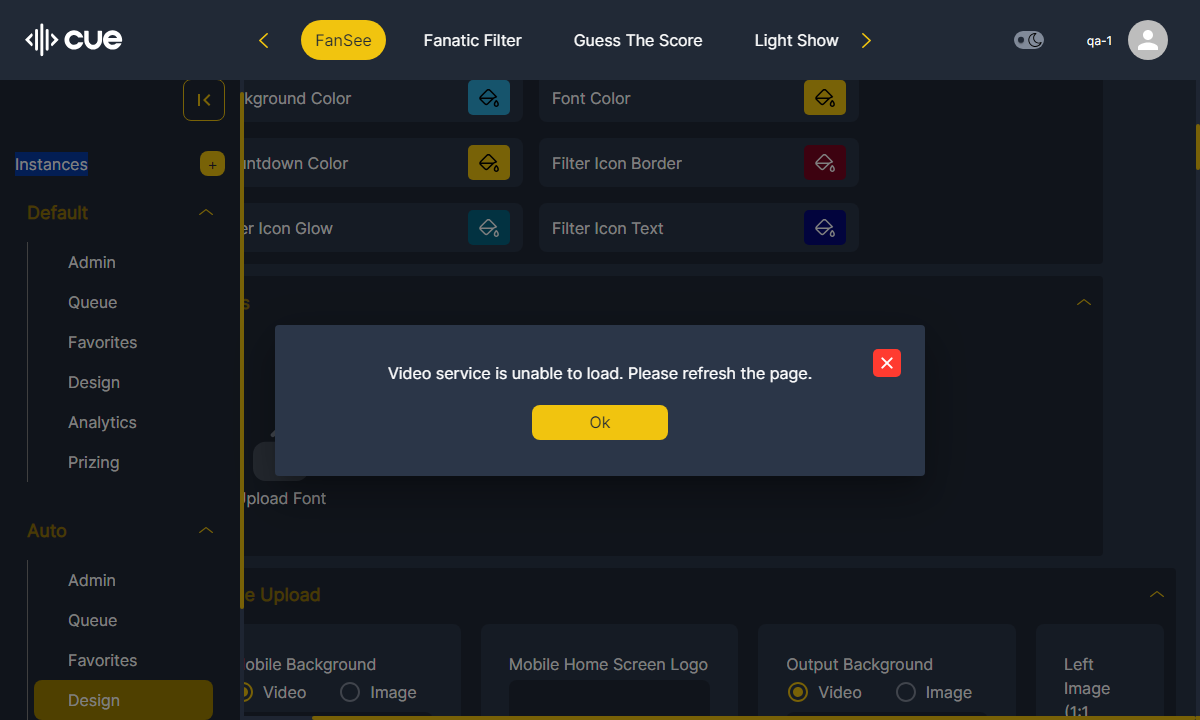 cue
FanSee
Fanatic Filter
Guess The Score
Light Show
qa-1
kground Color
Font Color
Instances
+
ntdown Color
Filter Icon Border
Default
er Icon Glow
Filter Icon Text
Admin
Queue
s
Favorites
Video service is unable to load. Please refresh the page.
Design
Analytics
Ok
Prizing
Upload Font
Auto
Admin
e Upload
Queue
Favorites
obile Background
Mobile Home Screen Logo
Output Background
Left
Image
(1:1
Design
Video
Image
Video
Image